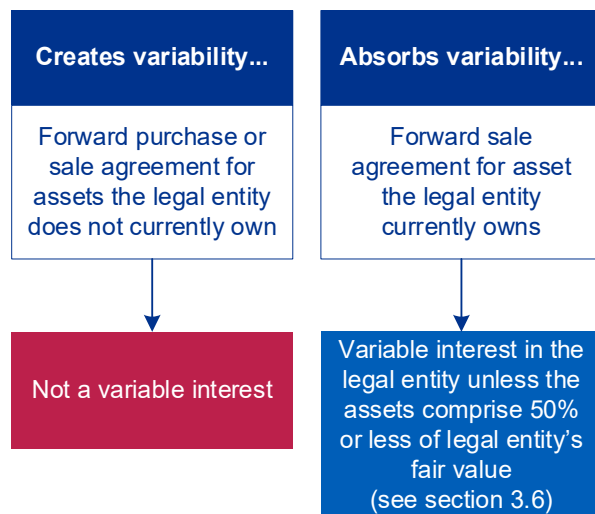 Creates variability...
Forward purchase or
sale agreement for
assets the legal entity
does not currently own
Not a variable interest
Absorbs variability...
Forward sale
agreement for asset
the legal entity
currently owns
Variable interest in the
legal entity unless the
assets comprise 50%
or less of legal entity's
fair value
(see section 3.6)